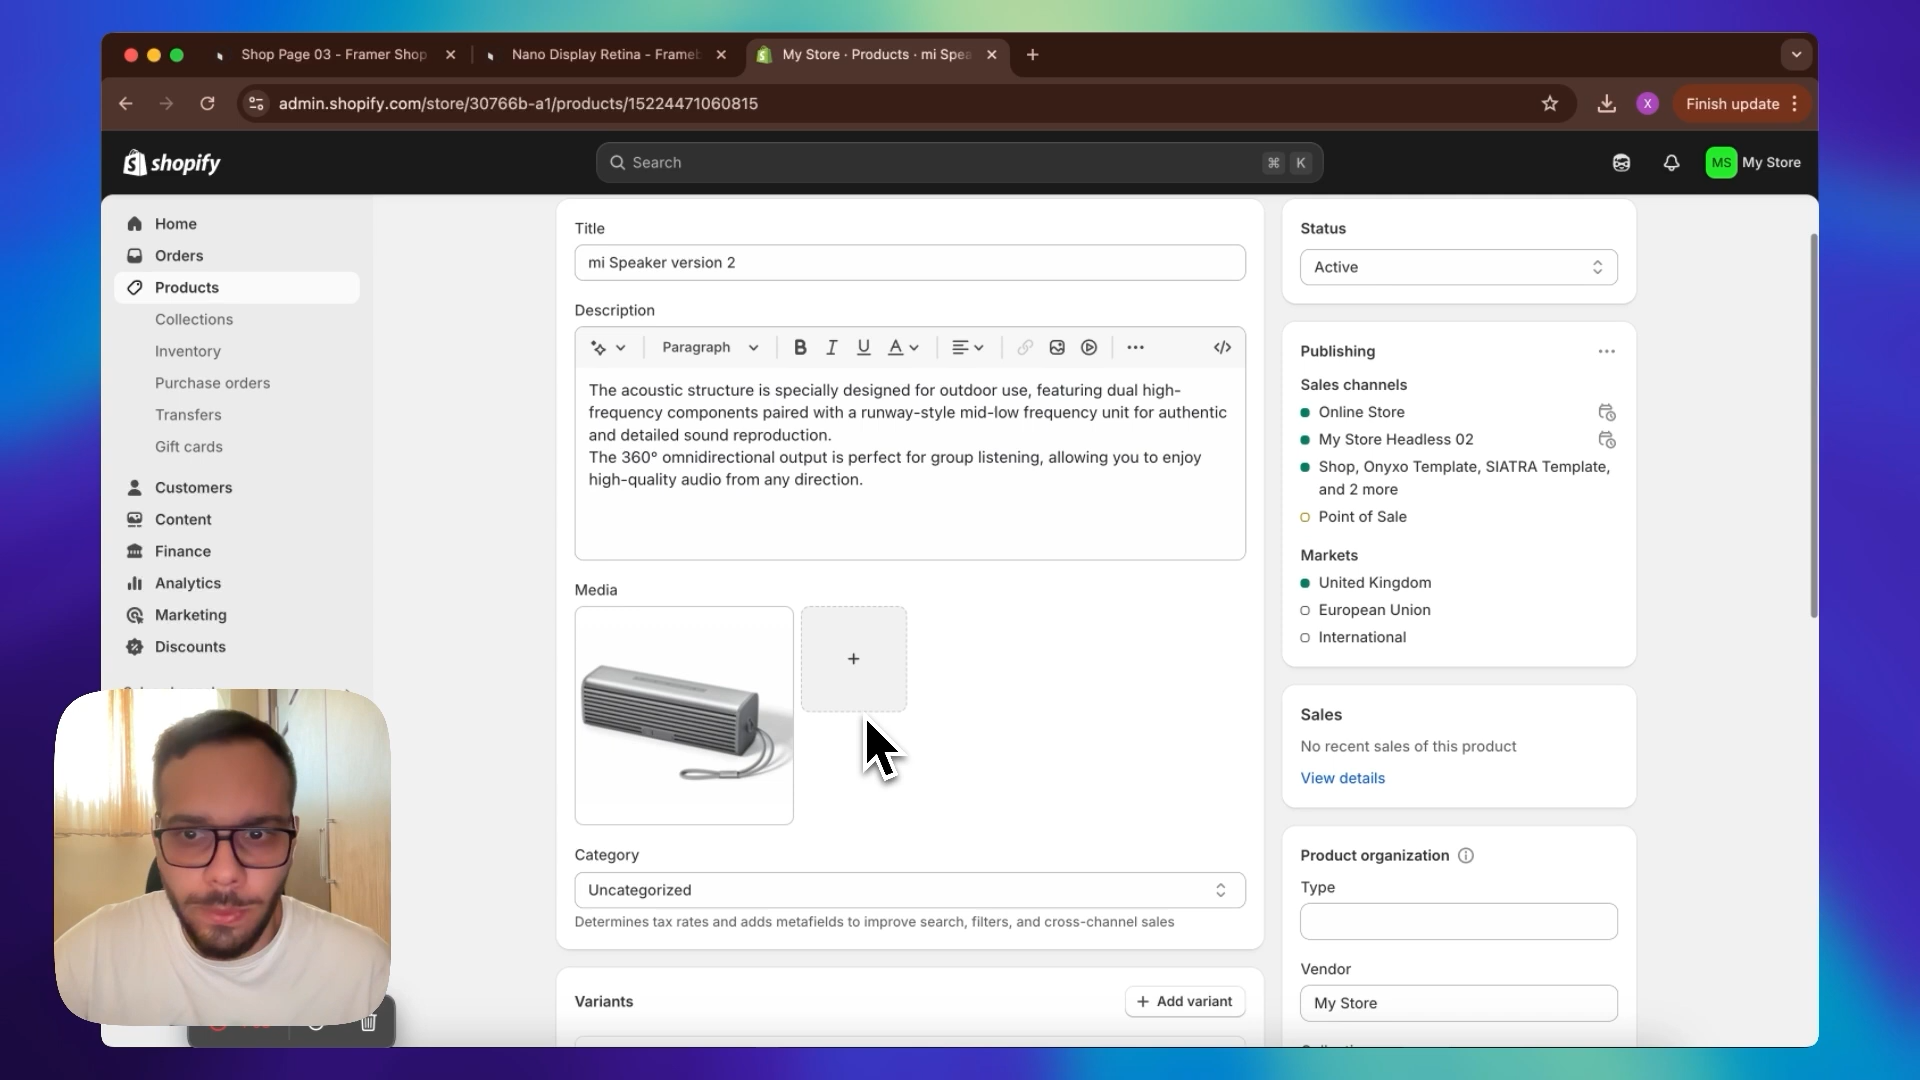 Shop Page 03 - Framer Shop
Nano Display Retina - Frameb
My Store · Products · mi Spea
admin.shopify.com/store/30766b-a1/products/15224471060815
X
Finish update
shopify
Search
⌘ K
MS My Store
Home
Orders
Products
Collections
Inventory
Purchase orders
Transfers
Gift cards
Customers
Content
Finance
Analytics
Marketing
Discounts
Title
mi Speaker version 2
Description
Paragraph
B I U A
The acoustic structure is specially designed for outdoor use, featuring dual high-
frequency components paired with a runway-style mid-low frequency unit for authentic
and detailed sound reproduction.
The 360° omnidirectional output is perfect for group listening, allowing you to enjoy
high-quality audio from any direction.
Media
Category
Uncategorized
Determines tax rates and adds metafields to improve search, filters, and cross-channel sales
Variants
Add variant
Status
Active
Publishing
Sales channels
Online Store
My Store Headless 02
Shop, Onyxo Template, SIATRA Template,
and 2 more
Point of Sale
Markets
United Kingdom
European Union
International
Sales
No recent sales of this product
View details
Product organization
Type
Vendor
My Store